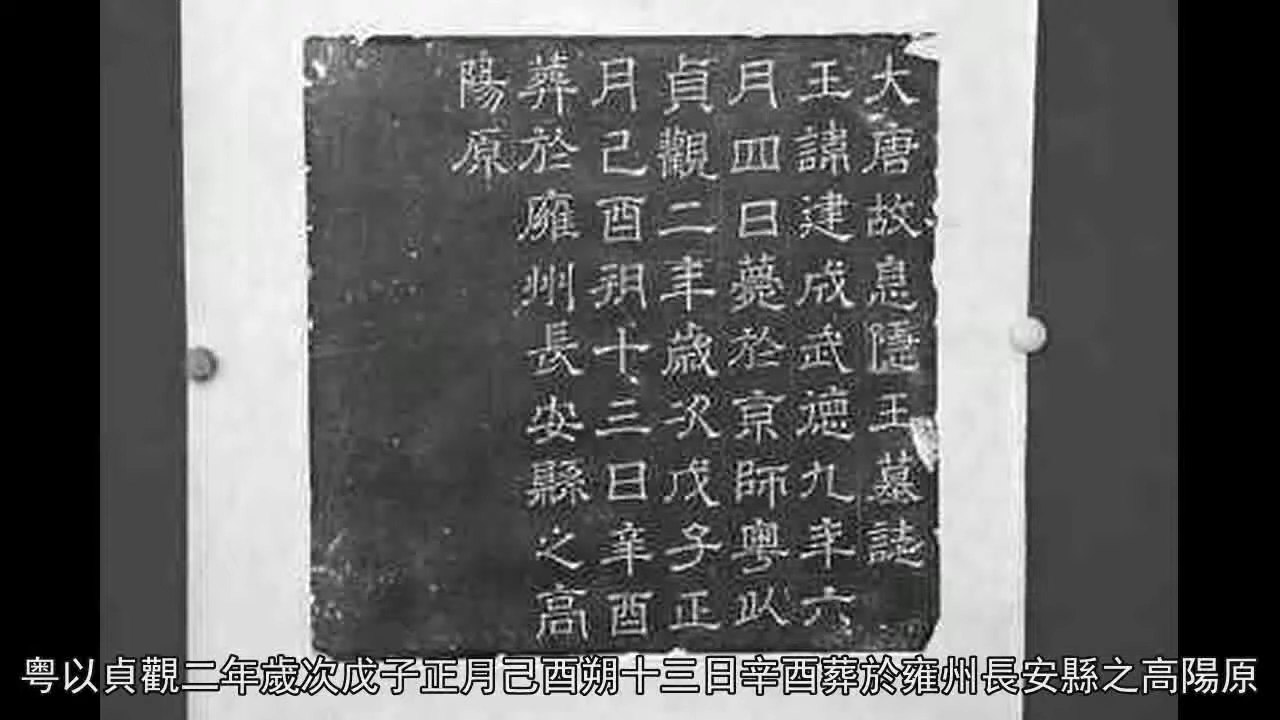 大唐故息隱王墓誌
王諱建成武德九年六
月四日薨於京師粵以
貞觀二年歲次戊子正
月己酉朔十三日辛酉
葬於雍州長安縣之高
陽原
粤以貞觀二年歲次戊子正月己酉朔十三日辛酉葬於雍州長安縣之高陽原